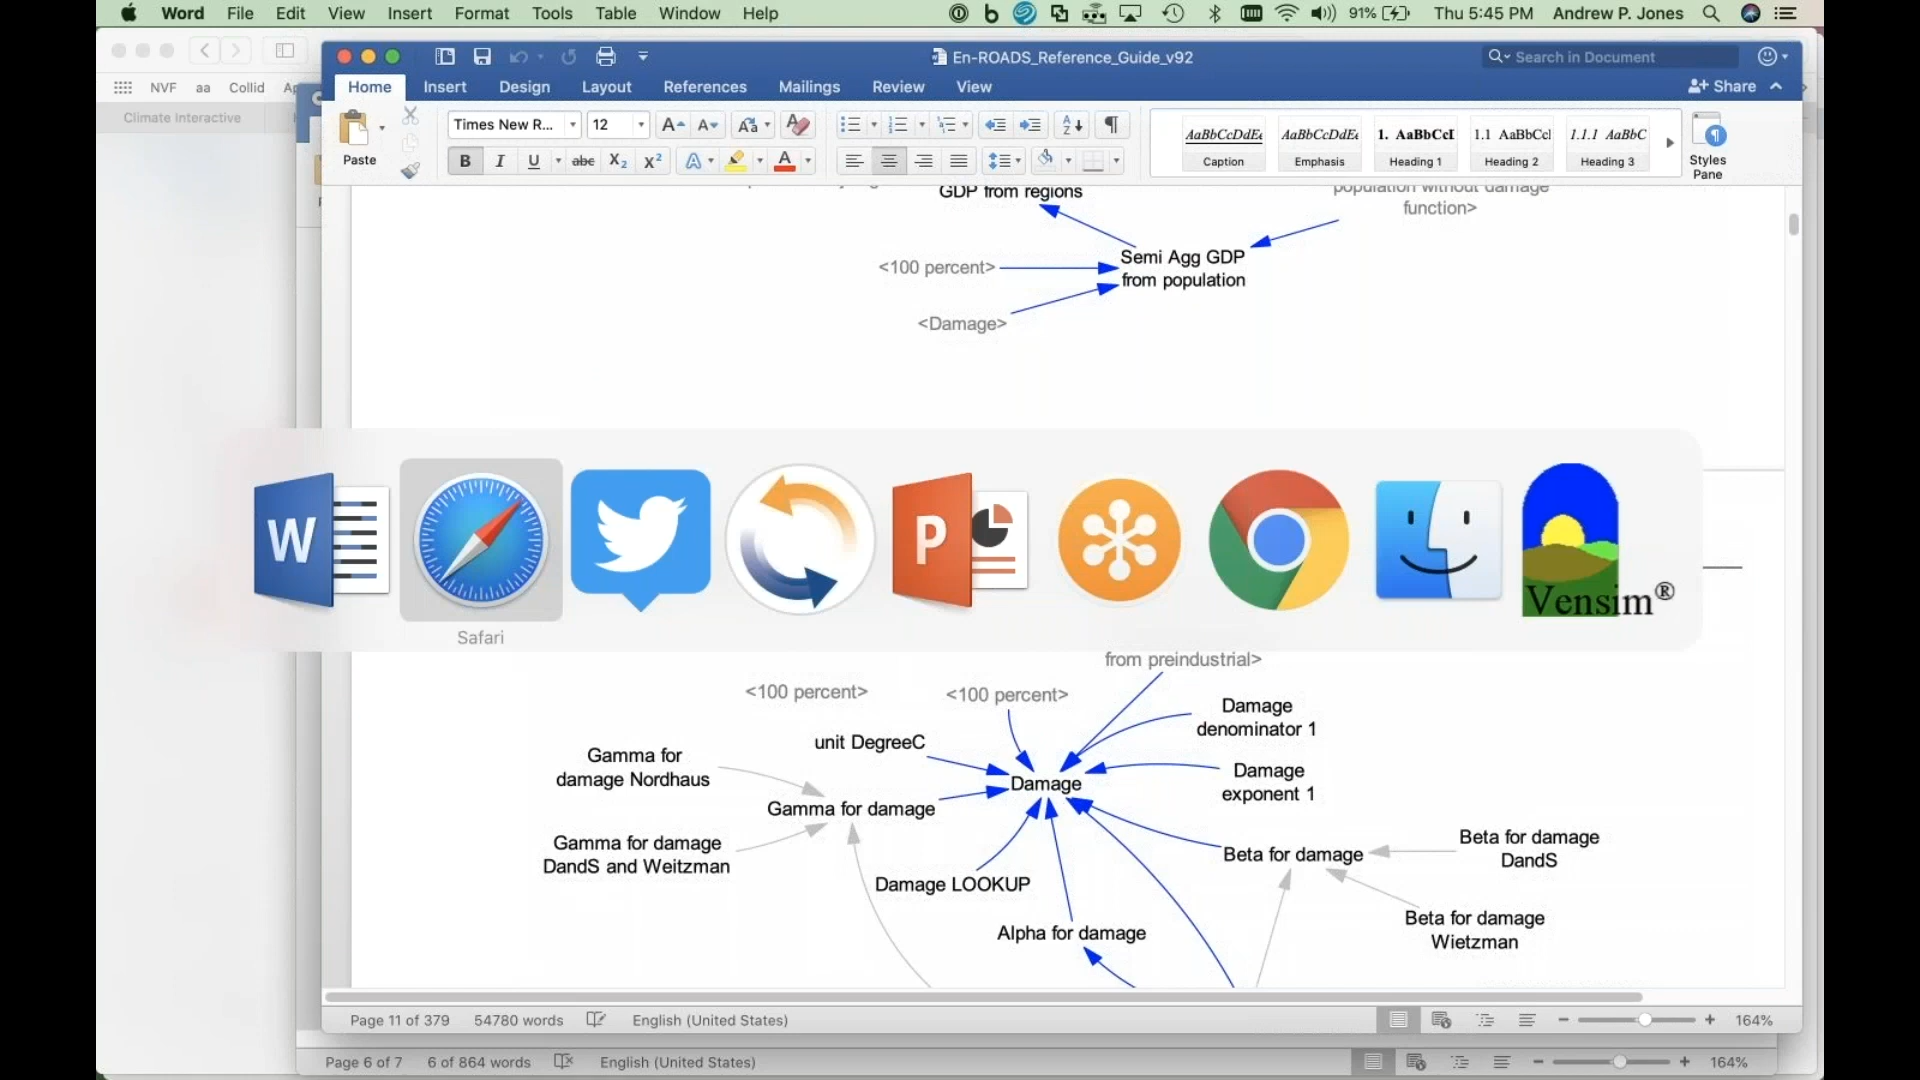 Word File Edit View Insert Format Tools Table Window Help 91% Thu 5:45 PM Andrew P. Jones
En-ROADS_Reference_Guide_v92
Search in Document
NVF aa Collid
Home Insert Design Layout References Mailings Review View Share
Climate Interactive
Paste
Times New R... 12
B I U abc X2 X2 A A
AaBbCcDdEe AaBbCcDdEe 1. AaBbCcI 1.1 AaBbCcl 1.1.1 AaBbC
Caption Emphasis Heading 1 Heading 2 Heading 3
Styles
Pane
GDP from regions
population without damage
function>
Semi Agg GDP
from population
<100 percent>
<Damage>
W
P
Vensim®
Safari
from preindustrial>
<100 percent>
<100 percent>
Damage
denominator 1
unit DegreeC
Gamma for
damage Nordhaus
Damage
Damage
exponent 1
Gamma for damage
Gamma for damage
DandS and Weitzman
Beta for damage
DandS
Beta for damage
Damage LOOKUP
Beta for damage
Wietzman
Alpha for damage
Page 11 of 379 54780 words English (United States) 164%
Page 6 of 7 6 of 864 words English (United States) 164%